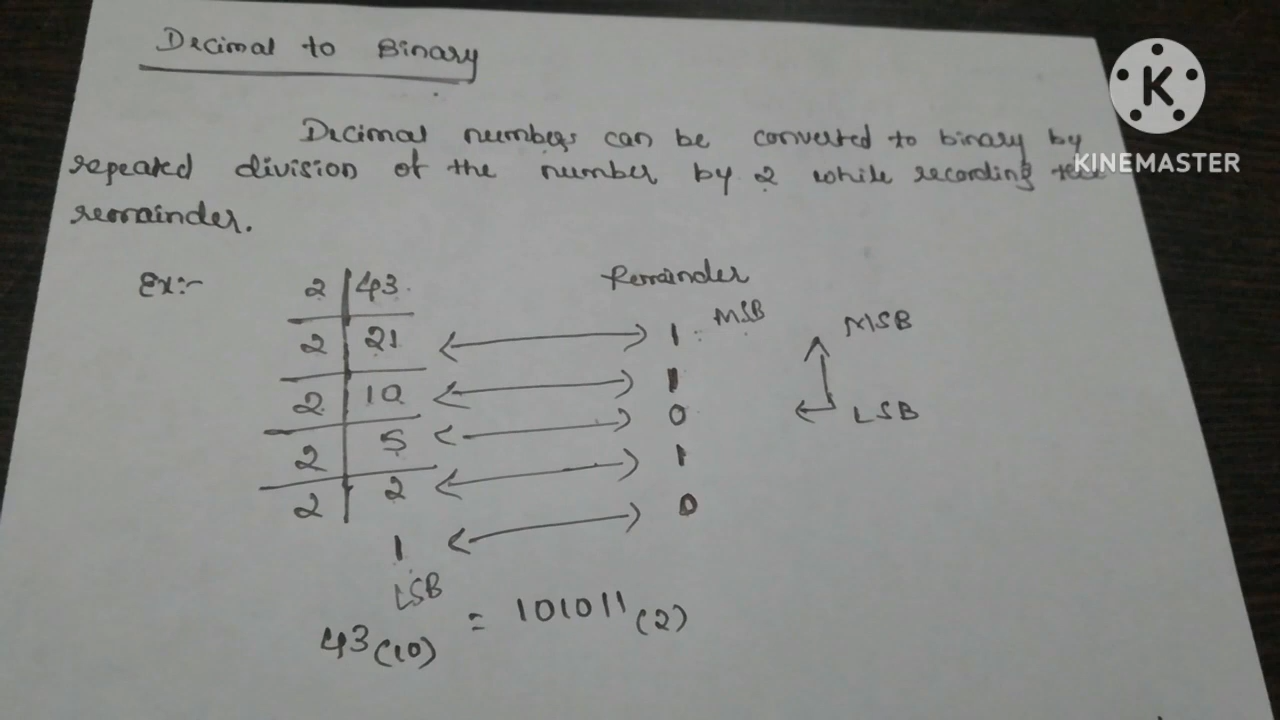 Decimal to Binary
Decimal numbers can be converted to binary by
repeated division of the number by 2 while recording the
remainder.
K
KINEMASTER
Ex:- 2 43. Remainder
2 21 1 MSB MSB
2 10 1
2 5 0 LSB
2 2 1
1 0
LSB
43(10) = 101011(2)